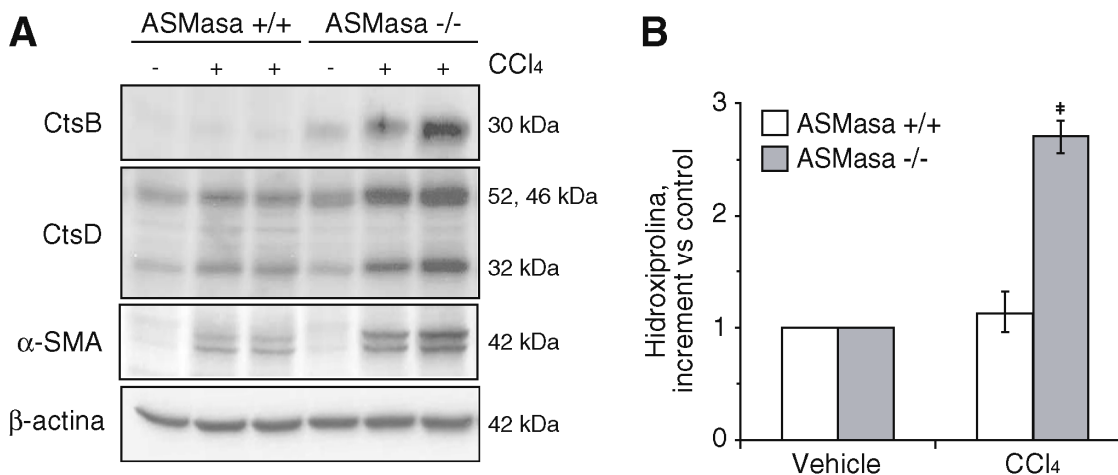 A
ASMasa +/+ ASMasa -/-
- + + - + + CCl4
CtsB 30 kDa
52, 46 kDa
CtsD
32 kDa
α-SMA 42 kDa
β-actina 42 kDa
B
Hidroxiprolina,
increment vs control
3
2
1
0
ASMasa +/+
ASMasa -/-
ǂ
Vehicle CCl4